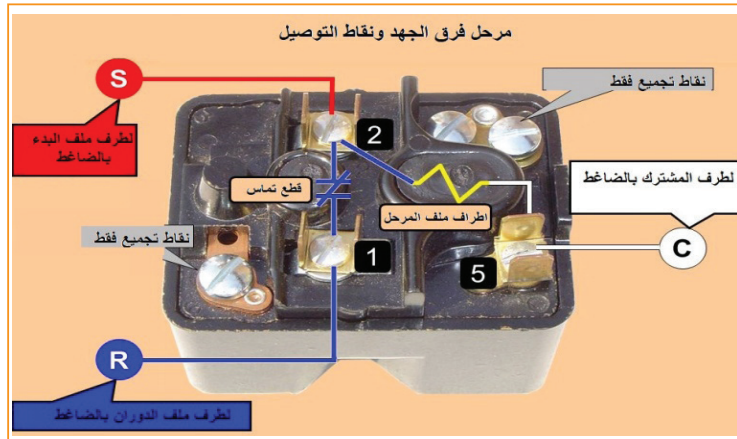 مرحل فرق الجهد ونقاط التوصيل
S
نقاط تجميع فقط
لطرف ملف البدء
بالضاغط
2
لطرف المشترك بالضاغط
قطع تماس
اطراف ملف المرحل
نقاط تجميع فقط
1
5
C
R
لطرف ملف الدوران بالضاغط